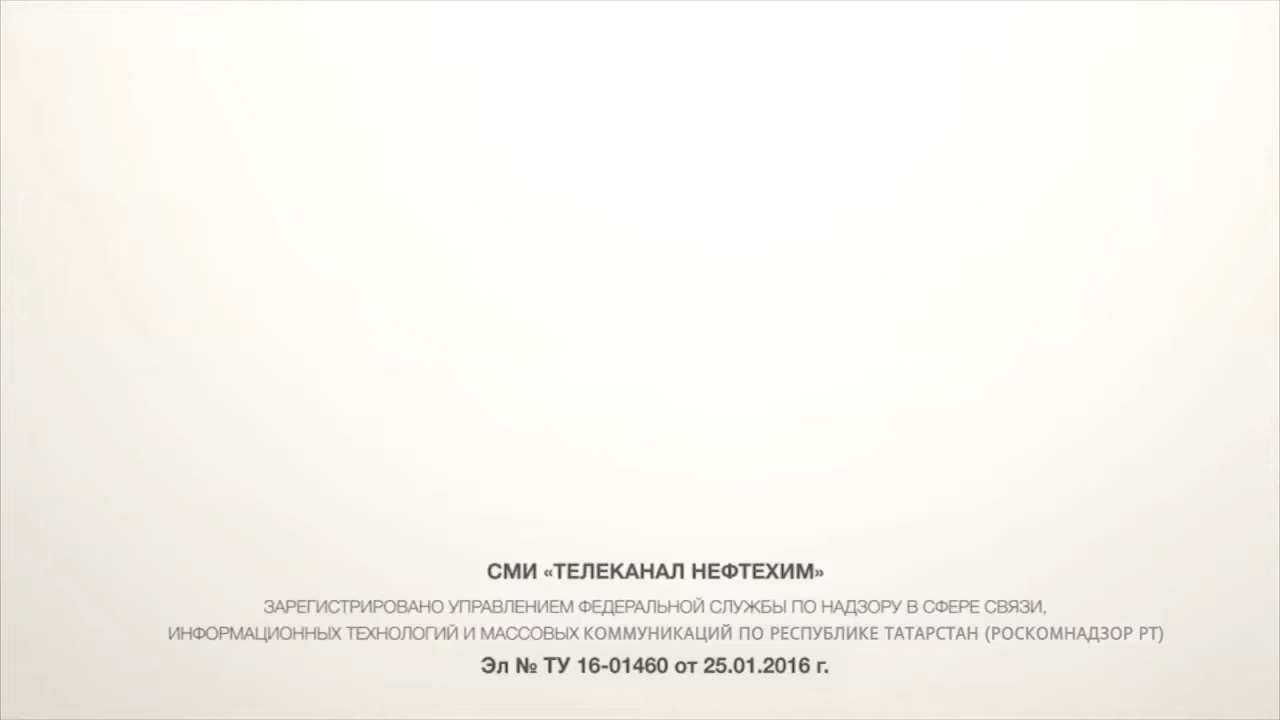 СМИ «ТЕЛЕКАНАЛ НЕФТЕХИМ»
ЗАРЕГИСТРИРОВАНО УПРАВЛЕНИЕМ ФЕДЕРАЛЬНОЙ СЛУЖБЫ ПО НАДЗОРУ В СФЕРЕ СВЯЗИ,
ИНФОРМАЦИОННЫХ ТЕХНОЛОГИЙ И МАССОВЫХ КОММУНИКАЦИЙ ПО РЕСПУБЛИКЕ ТАТАРСТАН (РОСКОМНАДЗОР РТ)
Эл № ТУ 16-01460 от 25.01.2016 г.